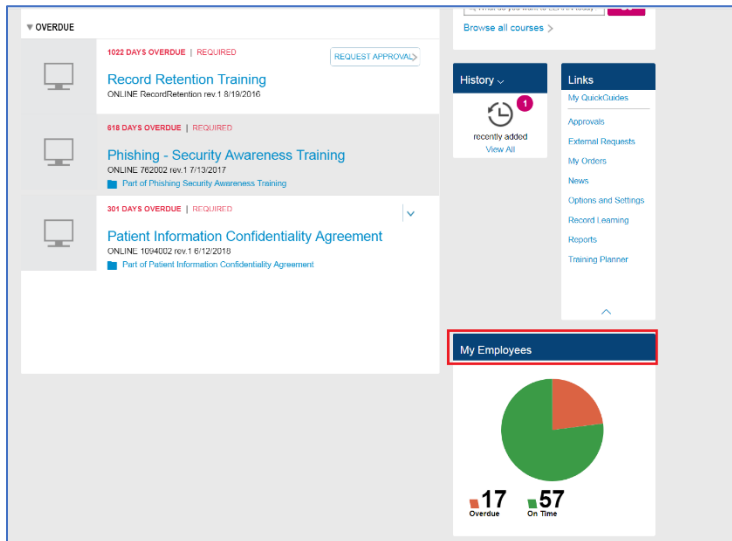 OVERDUE
1022 DAYS OVERDUE | REQUIRED
REQUEST APPROVAL
Record Retention Training
ONLINE RecordRetention rev.1 8/19/2016
618 DAYS OVERDUE | REQUIRED
Phishing - Security Awareness Training
ONLINE 762002 rev.1 7/13/2017
Part of Phishing Security Awareness Training
301 DAYS OVERDUE | REQUIRED
Patient Information Confidentiality Agreement
ONLINE 1094002 rev.1 6/12/2018
Part of Patient Information Confidentiality Agreement
Browse all courses
History
1
recently added
View All
Links
My QuickGuides
Approvals
External Requests
My Orders
News
Options and Settings
Record Learning
Reports
Training Planner
My Employees
17
Overdue
57
On Time